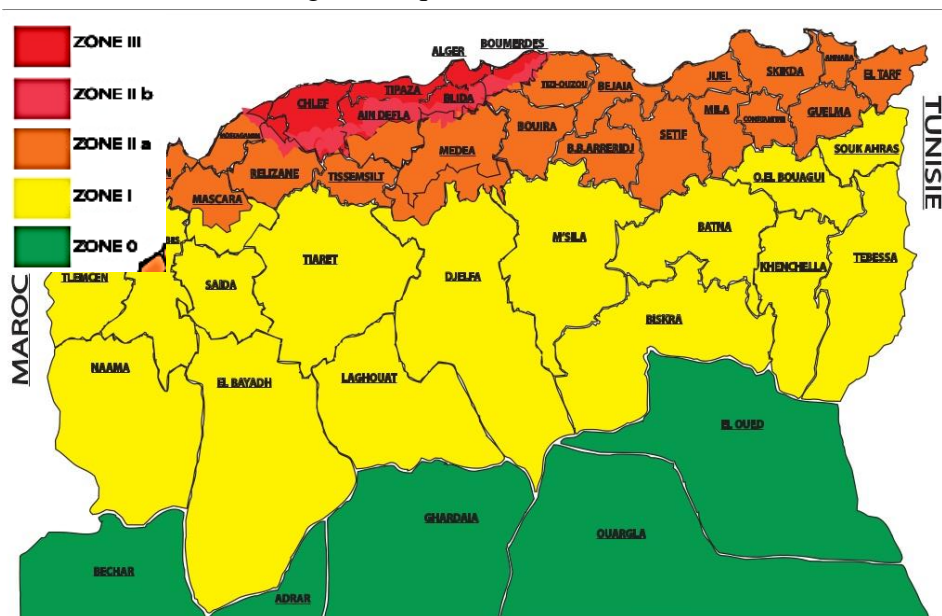 ZONE III
ZONE II b
ZONE II a
ZONE I
ZONE 0
MAROC
TUNISIE
ALGER
BOUMERDES
CHLEF
TIPAZA
BLIDA
AIN DEFLA
TIZI-OUZOU
BEJAIA
JIJEL
SKIKDA
ANNABA
EL TARF
MOSTAGANEM
BOUIRA
MILA
CONSTANTINE
GUELMA
SETIF
MEDEA
B.B.ARRERIDJ
SOUK AHRAS
RELIZANE
TISSEMSILT
O.EL BOUAGUI
MASCARA
BATNA
M'SILA
TIARET
TEBESSA
KHENCHELLA
TLEMCEN
SAIDA
DJELFA
BISKRA
NAAMA
EL BAYADH
LAGHOUAT
EL OUED
GHARDAIA
OUARGLA
BECHAR
ADRAR